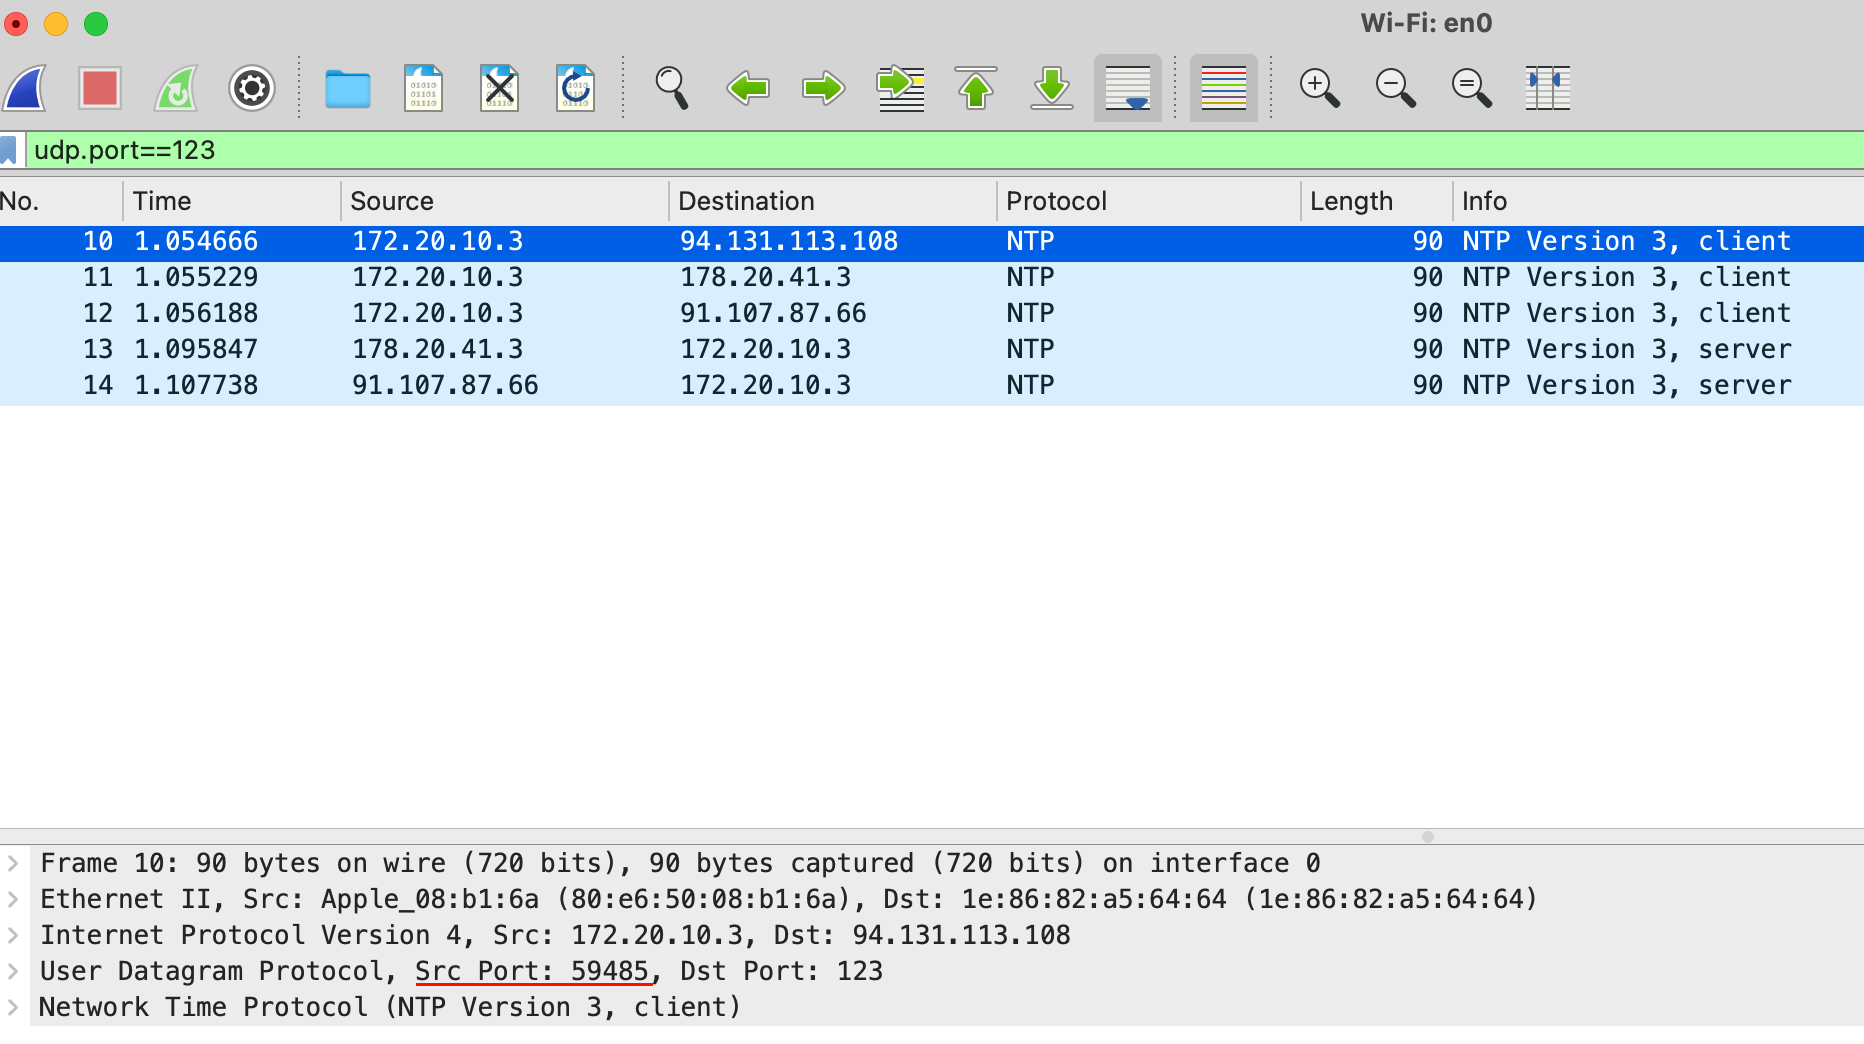 Wi-Fi: en0
udp.port==123
No. Time Source Destination Protocol Length Info
10 1.054666 172.20.10.3 94.131.113.108 NTP 90 NTP Version 3, client
11 1.055229 172.20.10.3 178.20.41.3 NTP 90 NTP Version 3, client
12 1.056188 172.20.10.3 91.107.87.66 NTP 90 NTP Version 3, client
13 1.095847 178.20.41.3 172.20.10.3 NTP 90 NTP Version 3, server
14 1.107738 91.107.87.66 172.20.10.3 NTP 90 NTP Version 3, server
Frame 10: 90 bytes on wire (720 bits), 90 bytes captured (720 bits) on interface 0
Ethernet II, Src: Apple_08:b1:6a (80:e6:50:08:b1:6a), Dst: 1e:86:82:a5:64:64 (1e:86:82:a5:64:64)
Internet Protocol Version 4, Src: 172.20.10.3, Dst: 94.131.113.108
User Datagram Protocol, Src Port: 59485, Dst Port: 123
Network Time Protocol (NTP Version 3, client)